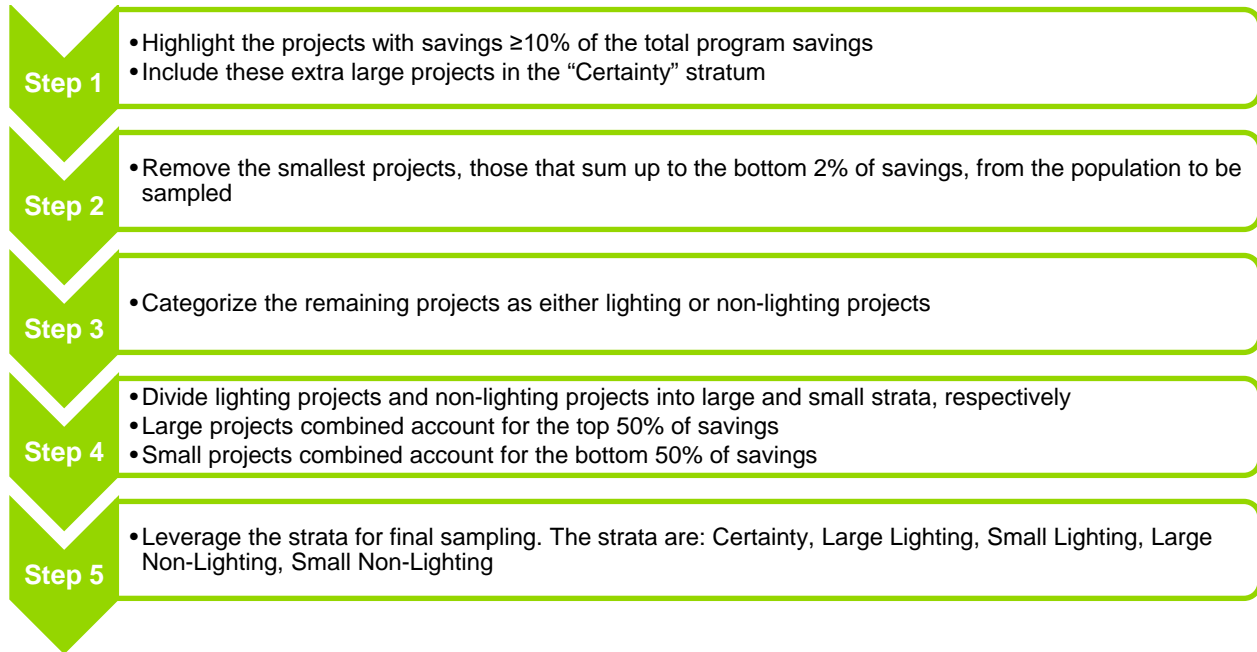 Step 1
•Highlight the projects with savings ≥10% of the total program savings
•Include these extra large projects in the “Certainty” stratum
Step 2
•Remove the smallest projects, those that sum up to the bottom 2% of savings, from the population to be
sampled
Step 3
•Categorize the remaining projects as either lighting or non-lighting projects
Step 4
•Divide lighting projects and non-lighting projects into large and small strata, respectively
•Large projects combined account for the top 50% of savings
•Small projects combined account for the bottom 50% of savings
Step 5
•Leverage the strata for final sampling. The strata are: Certainty, Large Lighting, Small Lighting, Large
Non-Lighting, Small Non-Lighting